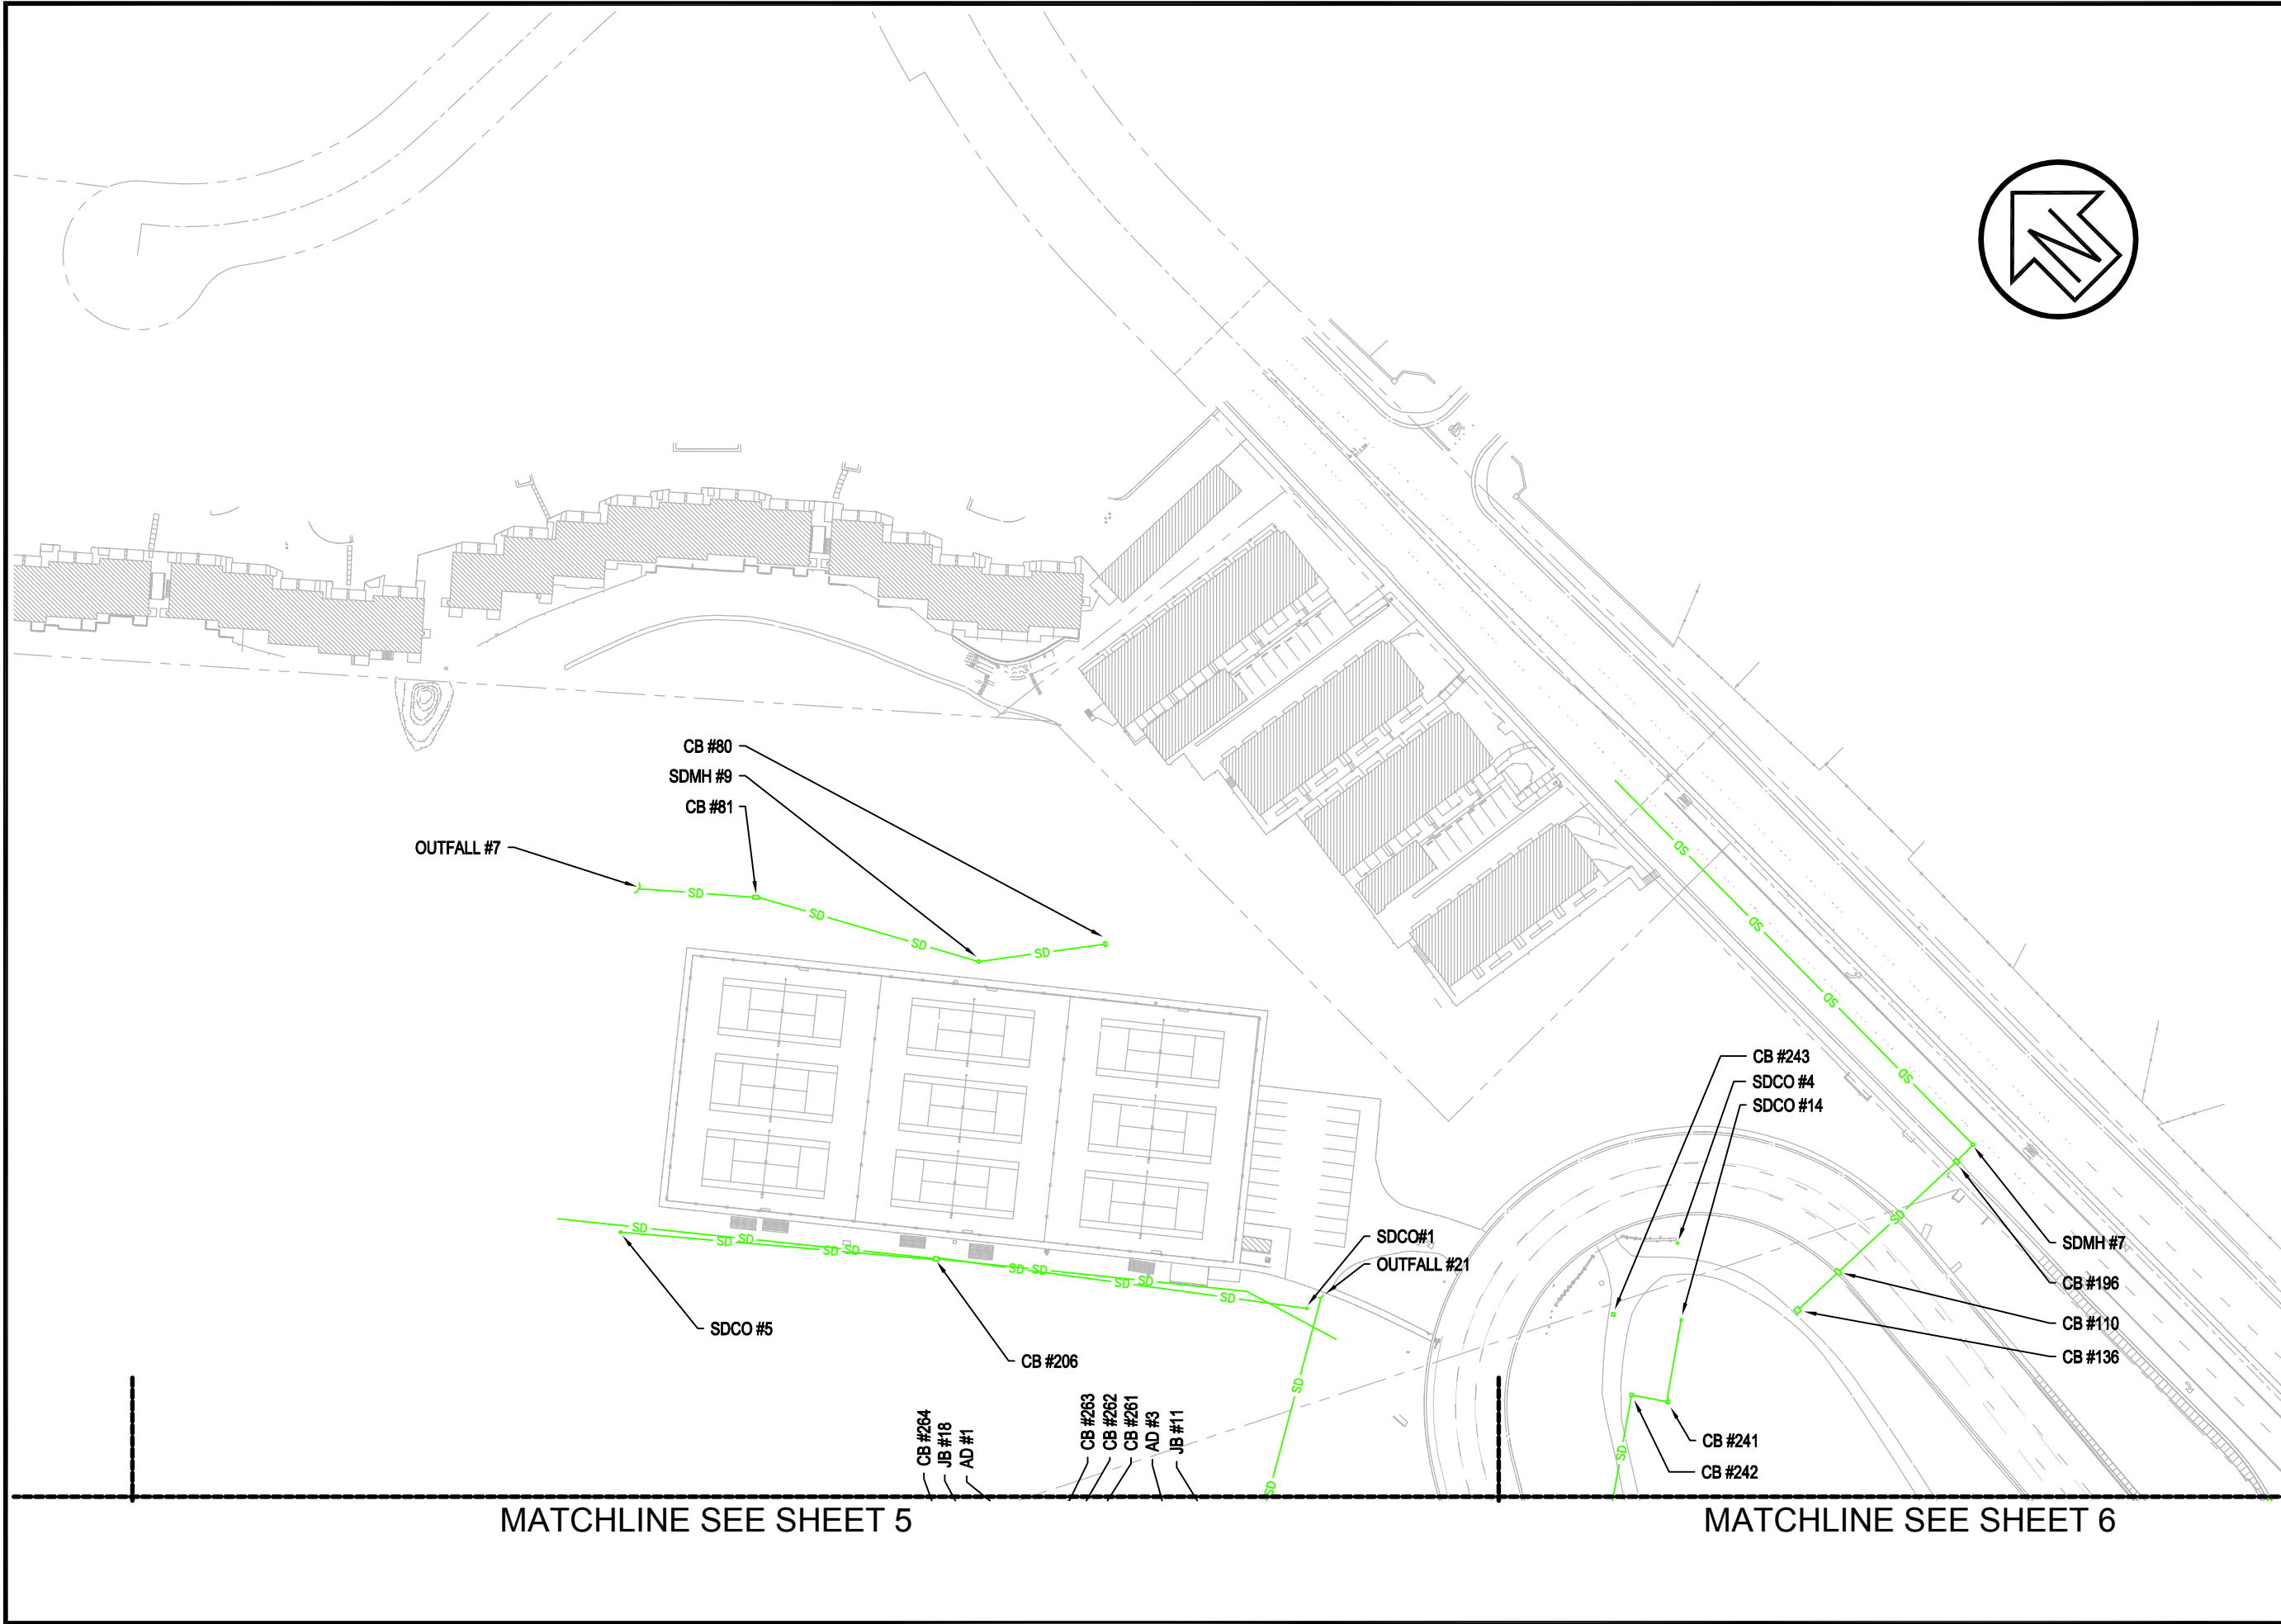 N
CB #80
SDMH #9
CB #81
OUTFALL #7
SD
SD
SD
SD
SD
SD
SD
SD
SD
CB #243
SDCO #4
SDCO #14
SD
SDMH #7
CB #196
CB #110
CB #136
SDCO#1
OUTFALL #21
SD
SD
SD
SD
SD
SD
SD
SD
SD
SD
SD
SDCO #5
CB #206
SD
CB #264
JB #18
AD #1
CB #263
CB #262
CB #261
AD #3
JB #11
SD
SD
CB #241
CB #242
MATCHLINE SEE SHEET 5
MATCHLINE SEE SHEET 6